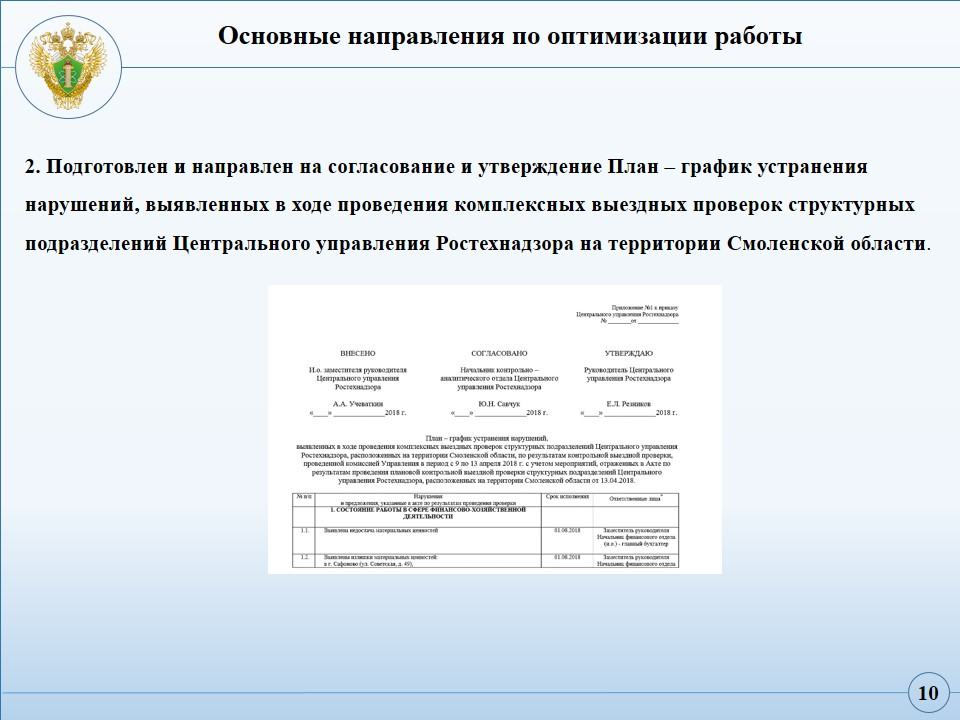 Основные направления по оптимизации работы
2. Подготовлен и направлен на согласование и утверждение План – график устранения
нарушений, выявленных в ходе проведения комплексных выездных проверок структурных
подразделений Центрального управления Ростехнадзора на территории Смоленской области.
Приложение №1 к приказу
Центрального управления Ростехнадзора
№ _______от ____________
ВНЕСЕНО
И.о. заместителя руководителя
Центрального управления
Ростехнадзора
А.А. Учеваткин
«____» _______________2018 г.
СОГЛАСОВАНО
Начальник контрольно –
аналитического отдела Центрального
управления Ростехнадзора
Ю.Н. Савчук
«____» _______________2018 г.
УТВЕРЖДАЮ
Руководитель Центрального
управления Ростехнадзора
Е.Л. Резников
«____» _______________2018 г.
План – график устранения нарушений,
выявленных в ходе проведения комплексных выездных проверок структурных подразделений Центрального управления
Ростехнадзора, расположенных на территории Смоленской области, по результатам контрольной выездной проверки,
проведенной комиссией Управления в период с 9 по 13 апреля 2018 г. с учетом мероприятий, отраженных в Акте по
результатам проведения плановой контрольной выездной проверки структурных подразделений Центрального
управления Ростехнадзора, расположенных на территории Смоленской области от 13.04.2018.
№ п/п
Нарушения
и предложения, указанные в акте по результатам проведения проверки
Срок исполнения
Ответственные лица*
1. СОСТОЯНИЕ РАБОТЫ В СФЕРЕ ФИНАНСОВО-ХОЗЯЙСТВЕННОЙ
ДЕЯТЕЛЬНОСТИ
1.1.
Выявлена недостача материальных ценностей
01.06.2018
Заместитель руководителя
Начальник финансового отдела
(и.о.) - главный бухгалтер
1.2.
Выявлены излишки материальных ценностей:
в г. Сафоново (ул. Советская, д. 49),
01.06.2018
Заместитель руководителя
Начальник финансового отдела
10